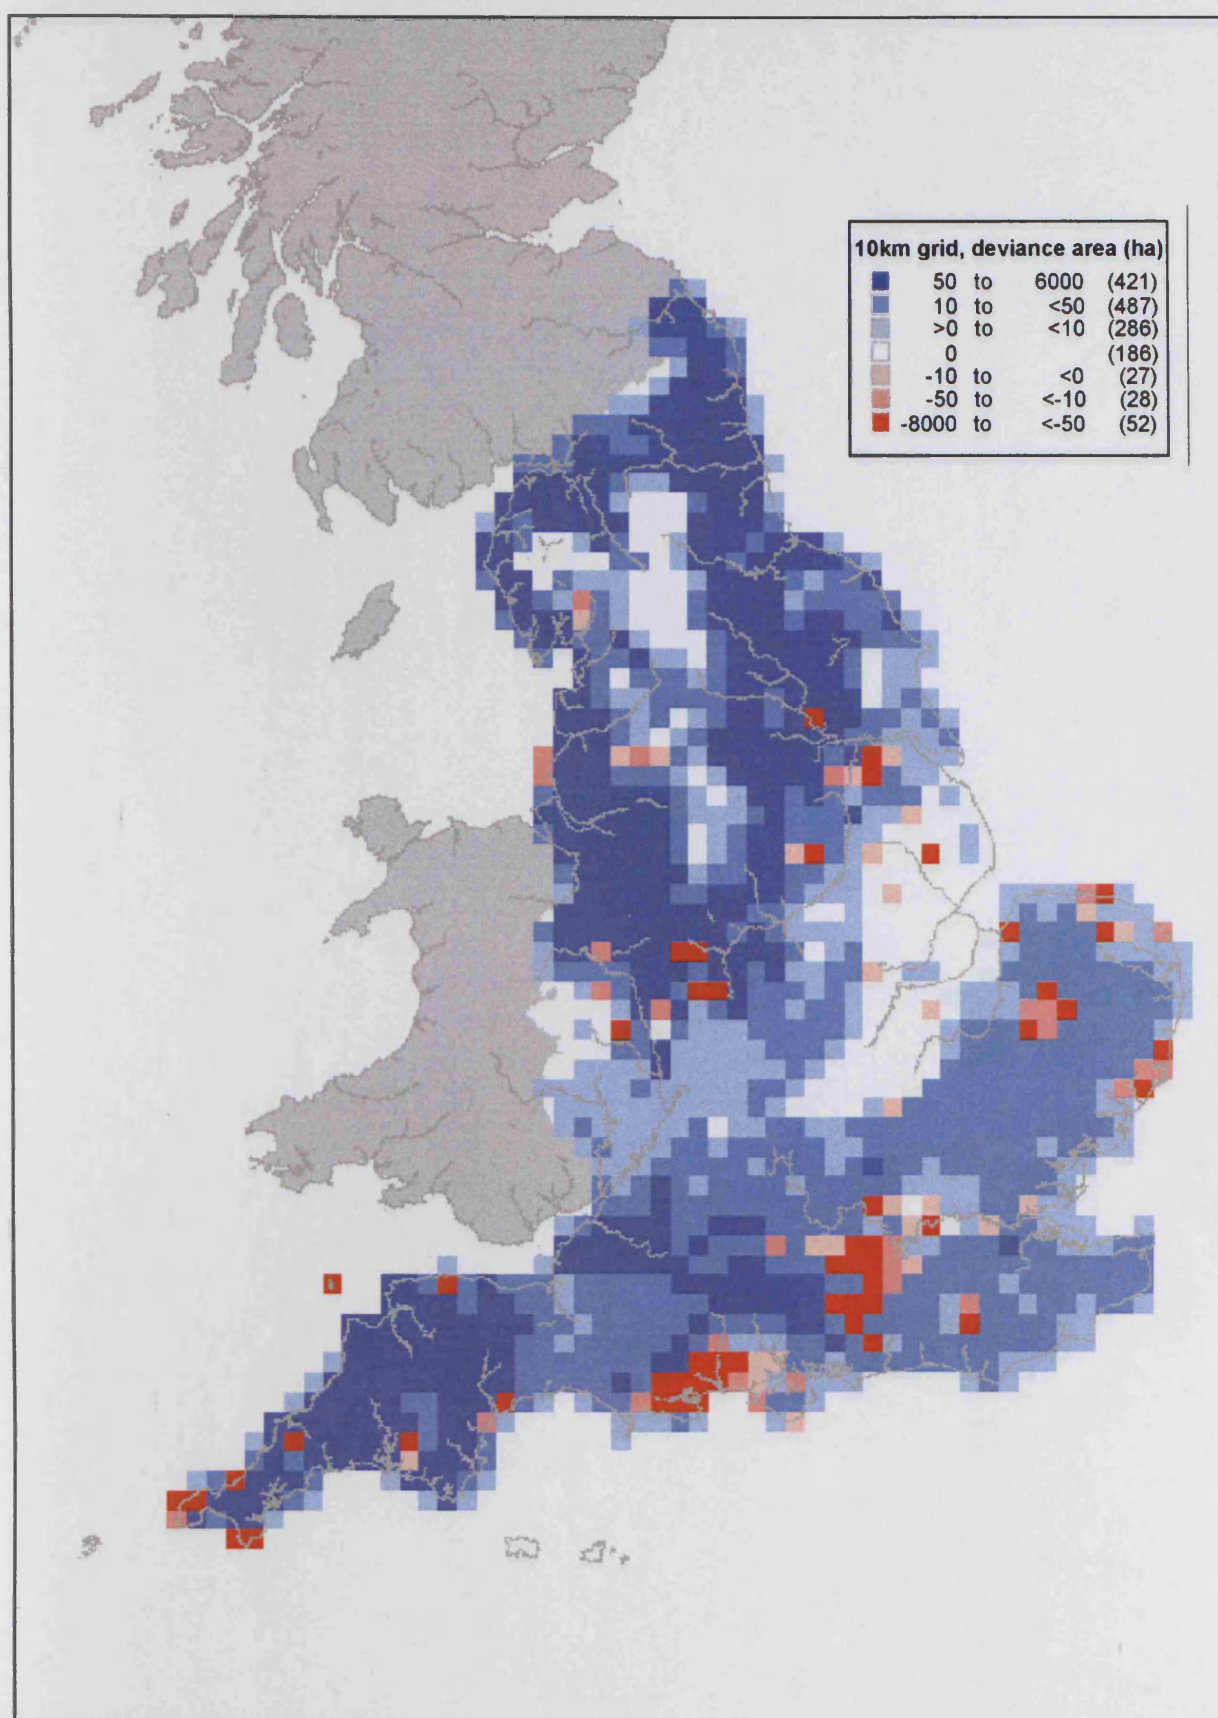 10km grid, deviance area (ha)
50 to 6000 (421)
10 to <50 (487)
>0 to <10 (286)
0 (186)
-10 to <0 (27)
-50 to <-10 (28)
-8000 to <-50 (52)